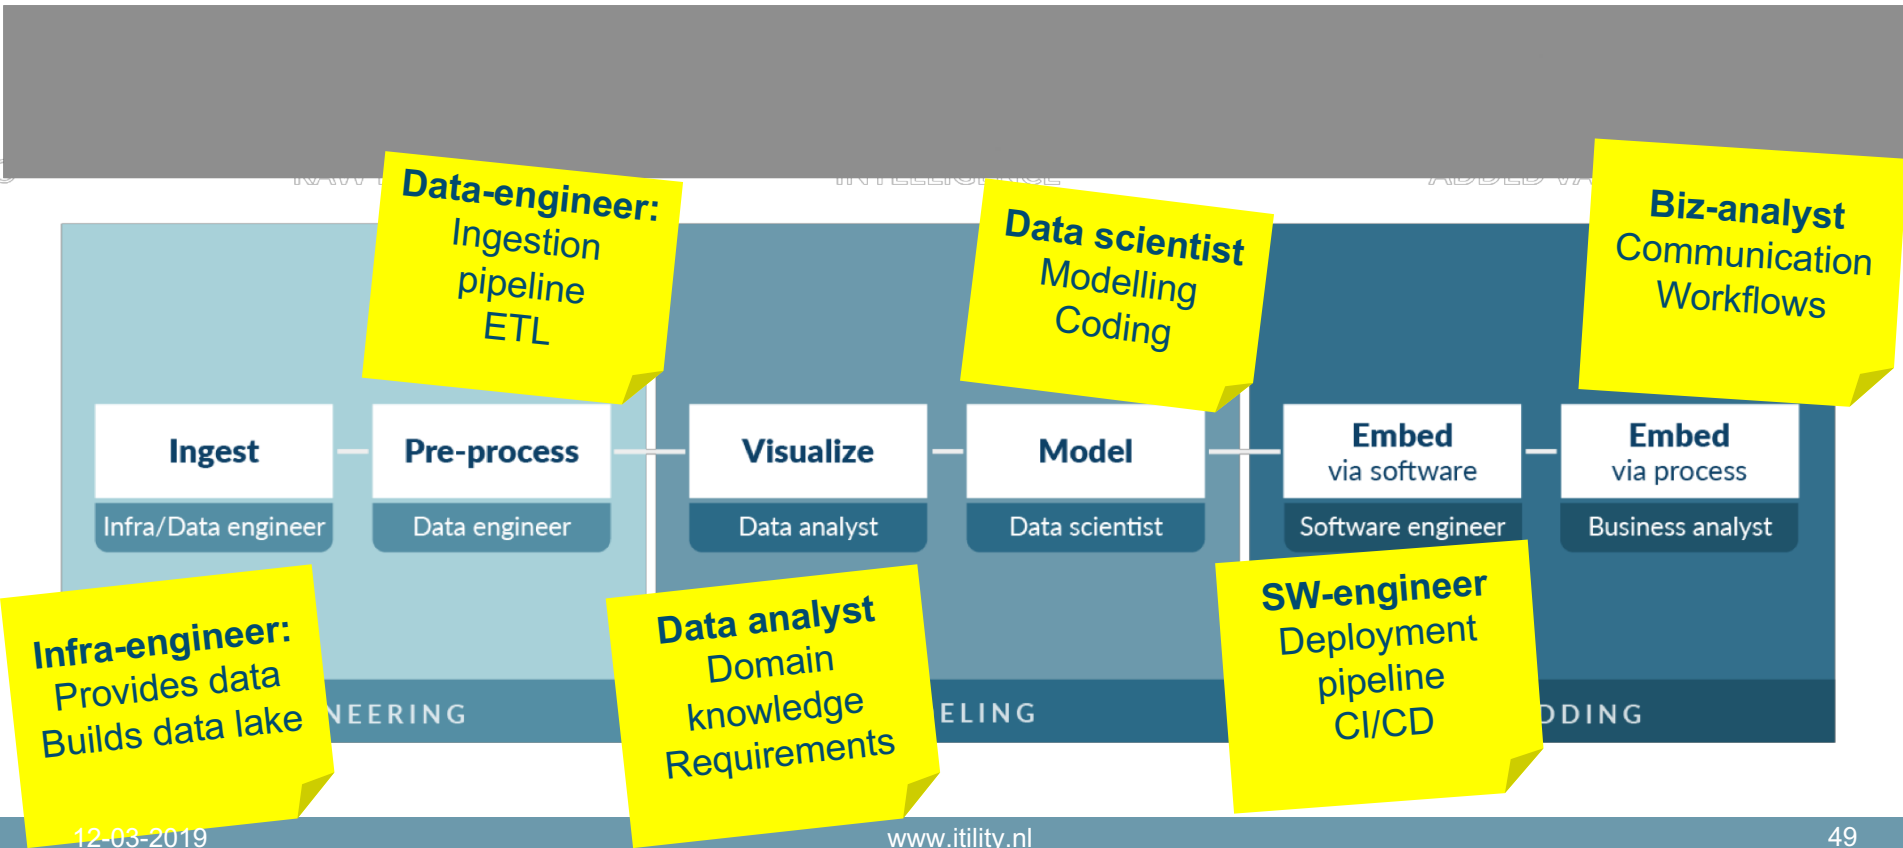 Data-engineer:
Ingestion
pipeline
ETL
Data scientist
Modelling
Coding
Biz-analyst
Communication
Workflows
Ingest
Infra/Data engineer
Pre-process
Data engineer
Visualize
Data analyst
Model
Data scientist
Embed
via software
Software engineer
Embed
via process
Business analyst
Infra-engineer:
Provides data
Builds data lake
NEERING
Data analyst
Domain
knowledge
Requirements
ELING
SW-engineer
Deployment
pipeline
CI/CD
DDING
12-03-2019
www.itility.nl
49